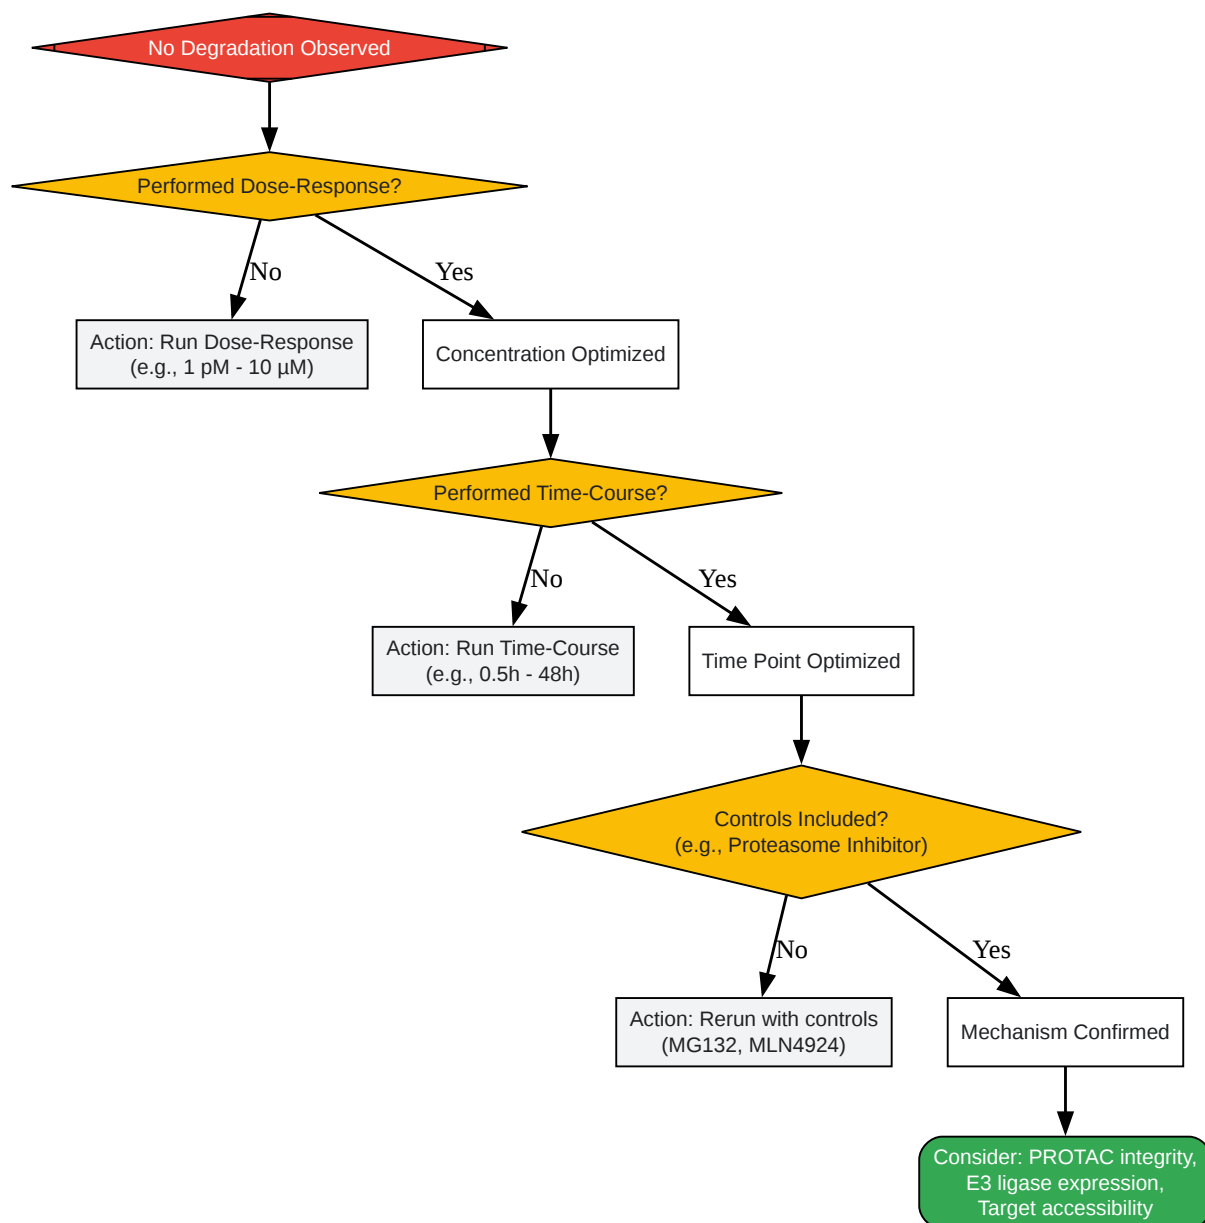 No Degradation Observed
Performed Dose-Response?
No
Yes
Action: Run Dose-Response
(e.g., 1 pM - 10 µM)
Concentration Optimized
Performed Time-Course?
No
Yes
Action: Run Time-Course
(e.g., 0.5h - 48h)
Time Point Optimized
Controls Included?
(e.g., Proteasome Inhibitor)
No
Yes
Action: Rerun with controls
(MG132, MLN4924)
Mechanism Confirmed
Consider: PROTAC integrity,
E3 ligase expression,
Target accessibility